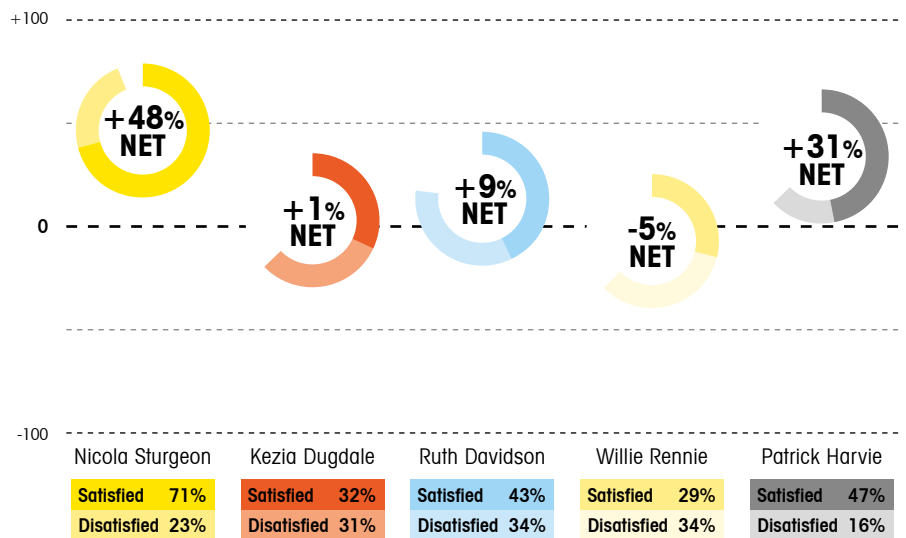 +100
+48%
NET
+1%
NET
+9%
NET
-5%
NET
+31%
NET
0
-100
Nicola Sturgeon
Kezia Dugdale
Ruth Davidson
Willie Rennie
Patrick Harvie
Satisfied 71%
Disatisfied 23%
Satisfied 32%
Disatisfied 31%
Satisfied 43%
Disatisfied 34%
Satisfied 29%
Disatisfied 34%
Satisfied 47%
Disatisfied 16%